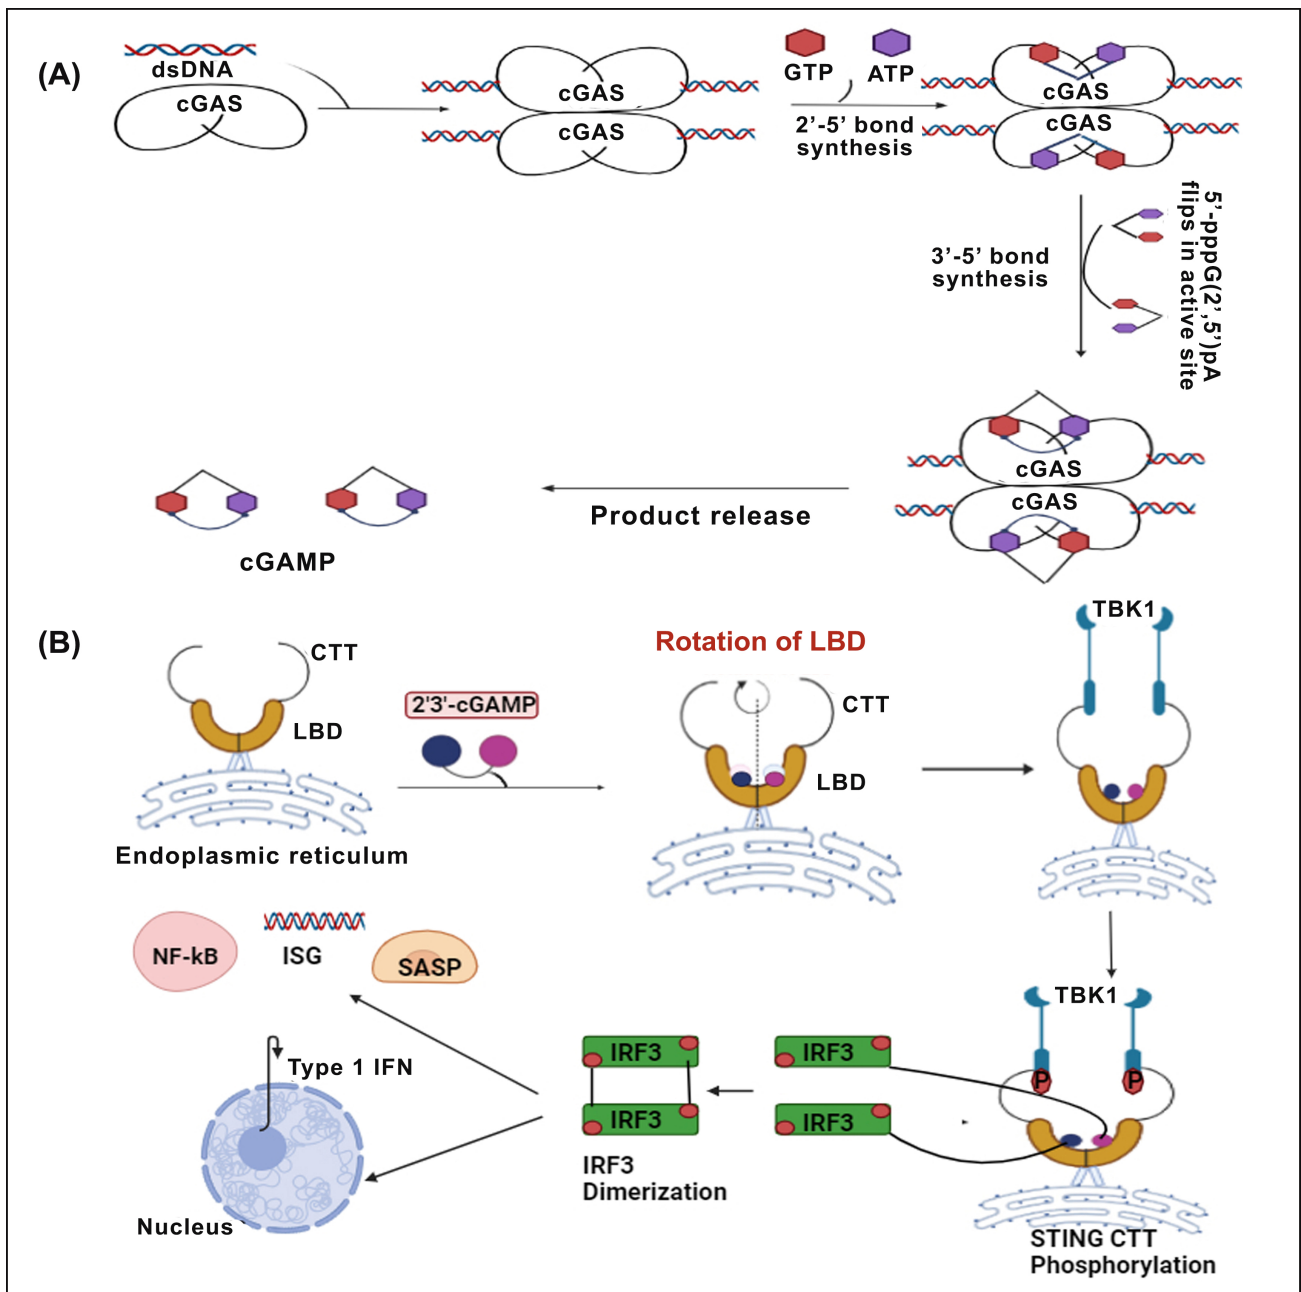 (A)
dsDNA
cGAS
cGAS
cGAS
GTP
ATP
2’-5’ bond
synthesis
cGAS
cGAS
3’-5’ bond
synthesis
5’-pppG(2’,5’)pA
flips in active site
cGAS
cGAS
Product release
cGAMP
(B)
CTT
LBD
Endoplasmic reticulum
2'3'-cGAMP
Rotation of LBD
CTT
LBD
TBK1
NF-kB
ISG
SASP
Type 1 IFN
Nucleus
IRF3
IRF3
IRF3
Dimerization
IRF3
IRF3
TBK1
P
P
STING CTT
Phosphorylation